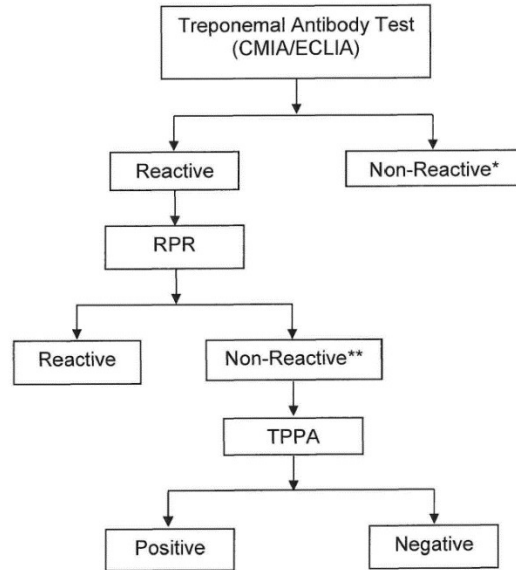 Treponemal Antibody Test
(CMIA/ECLIA)
Reactive
Non-Reactive*
RPR
Reactive
Non-Reactive**
TPPA
Positive
Negative